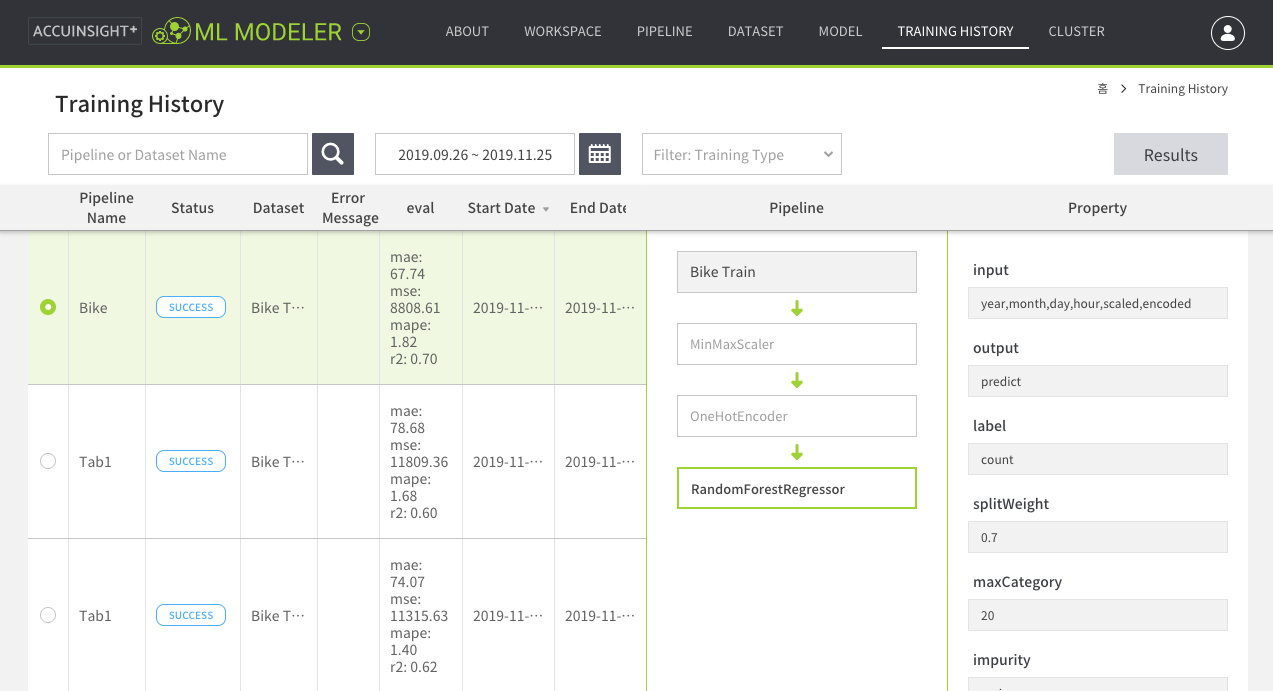 ACCUINSIGHT+ ML MODELER ABOUT WORKSPACE PIPELINE DATASET MODEL TRAINING HISTORY CLUSTER
홈 > Training History
Training History
Pipeline or Dataset Name 2019.09.26 ~ 2019.11.25 Filter: Training Type Results
Pipeline Name Status Dataset Error Message eval Start Date End Date Pipeline Property
Bike SUCCESS Bike T··· 
mae:
67.74
mse:
8808.61
mape:
1.82
r2: 0.70
2019-11-··· 2019-11-···
Tab1 SUCCESS Bike T···
mae:
78.68
mse:
11809.36
mape:
1.68
r2: 0.60
2019-11-··· 2019-11-···
Tab1 SUCCESS Bike T···
mae:
74.07
mse:
11315.63
mape:
1.40
r2: 0.62
2019-11-··· 2019-11-···
Bike Train
MinMaxScaler
OneHotEncoder
RandomForestRegressor
input
year,month,day,hour,scaled,encoded
output
predict
label
count
splitWeight
0.7
maxCategory
20
impurity